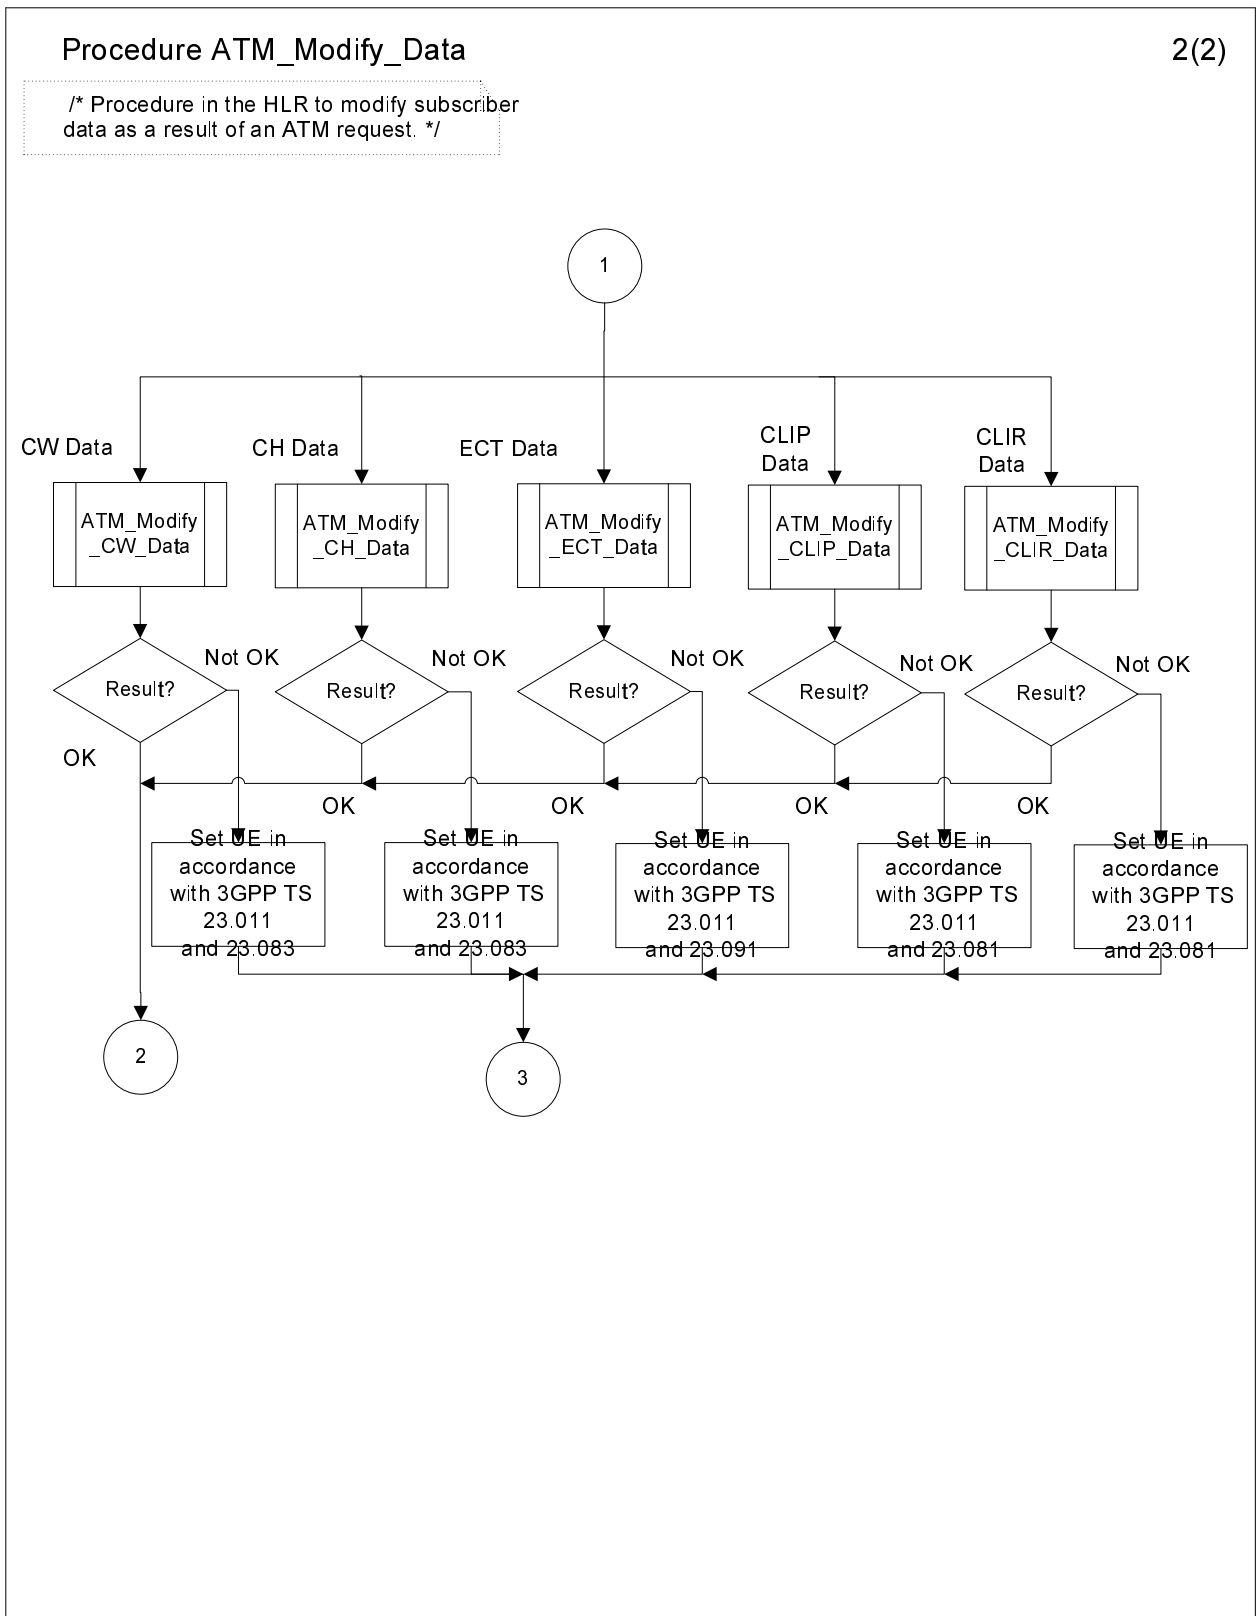 Procedure ATM_Modify_Data
2(2)
/* Procedure in the HLR to modify subscriber
data as a result of an ATM request. */
1
CW Data
CH Data
ECT Data
CLIP
Data
CLIR
Data
ATM_Modify
_CW_Data
ATM_Modify
_CH_Data
ATM_Modify
_ECT_Data
ATM_Modify
_CLIP_Data
ATM_Modify
_CLIR_Data
Result?
Not OK
Result?
Not OK
Result?
Not OK
Result?
Not OK
Result?
Not OK
OK
OK
OK
OK
OK
Set UE in
accordance
with 3GPP TS
23.011
and 23.083
Set UE in
accordance
with 3GPP TS
23.011
and 23.083
Set UE in
accordance
with 3GPP TS
23.011
and 23.091
Set UE in
accordance
with 3GPP TS
23.011
and 23.081
Set UE in
accordance
with 3GPP TS
23.011
and 23.081
2
3